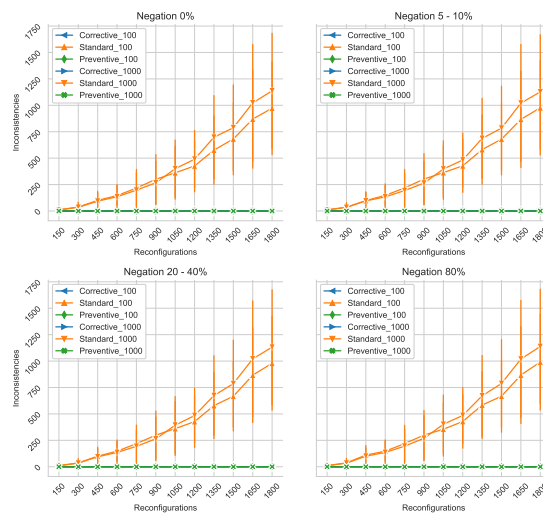 Negation 0%
Inconsistencies
1750
1500
1250
1000
750
500
250
0
Corrective_100
Standard_100
Preventive_100
Corrective_1000
Standard_1000
Preventive_1000
150 300 450 600 750 900 1050 1200 1350 1500 1650 1800
Reconfigurations
Negation 5 - 10%
Corrective_100
Standard_100
Preventive_100
Corrective_1000
Standard_1000
Preventive_1000
150 300 450 600 750 900 1050 1200 1350 1500 1650 1800
Reconfigurations
Negation 20 - 40%
Inconsistencies
1750
1500
1250
1000
750
500
250
0
Corrective_100
Standard_100
Preventive_100
Corrective_1000
Standard_1000
Preventive_1000
150 300 450 600 750 900 1050 1200 1350 1500 1650 1800
Reconfigurations
Negation 80%
Corrective_100
Standard_100
Preventive_100
Corrective_1000
Standard_1000
Preventive_1000
150 300 450 600 750 900 1050 1200 1350 1500 1650 1800
Reconfigurations